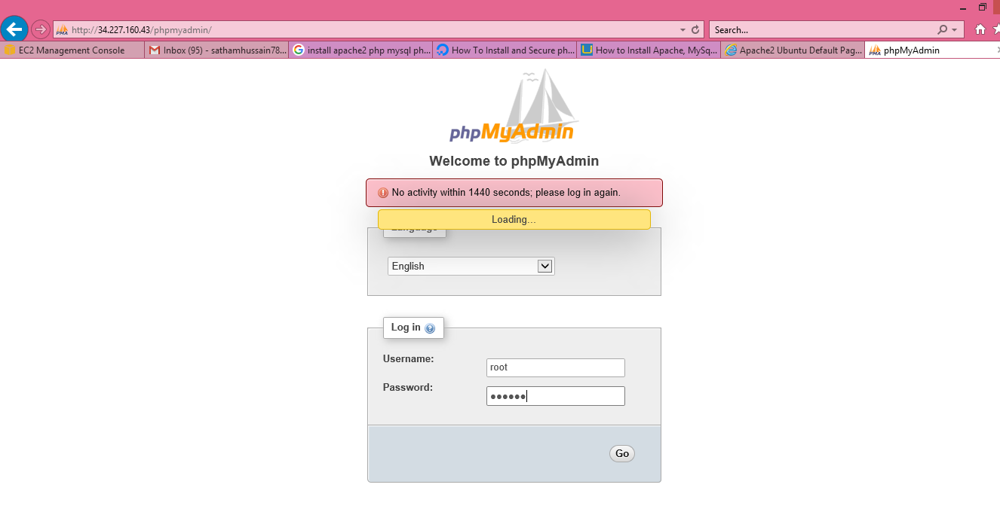 http://34.227.160.43/phpmyadmin/
Search...
EC2 Management Console
Inbox (95) - sathamhussain78...
install apache2 php mysql ph...
How To Install and Secure ph...
How to Install Apache, MySq...
Apache2 Ubuntu Default Pag...
PMA phpMyAdmin
phpMyAdmin
Welcome to phpMyAdmin
No activity within 1440 seconds; please log in again.
Loading...
Language
English
Log in
Username:
root
Password:
••••••
Go